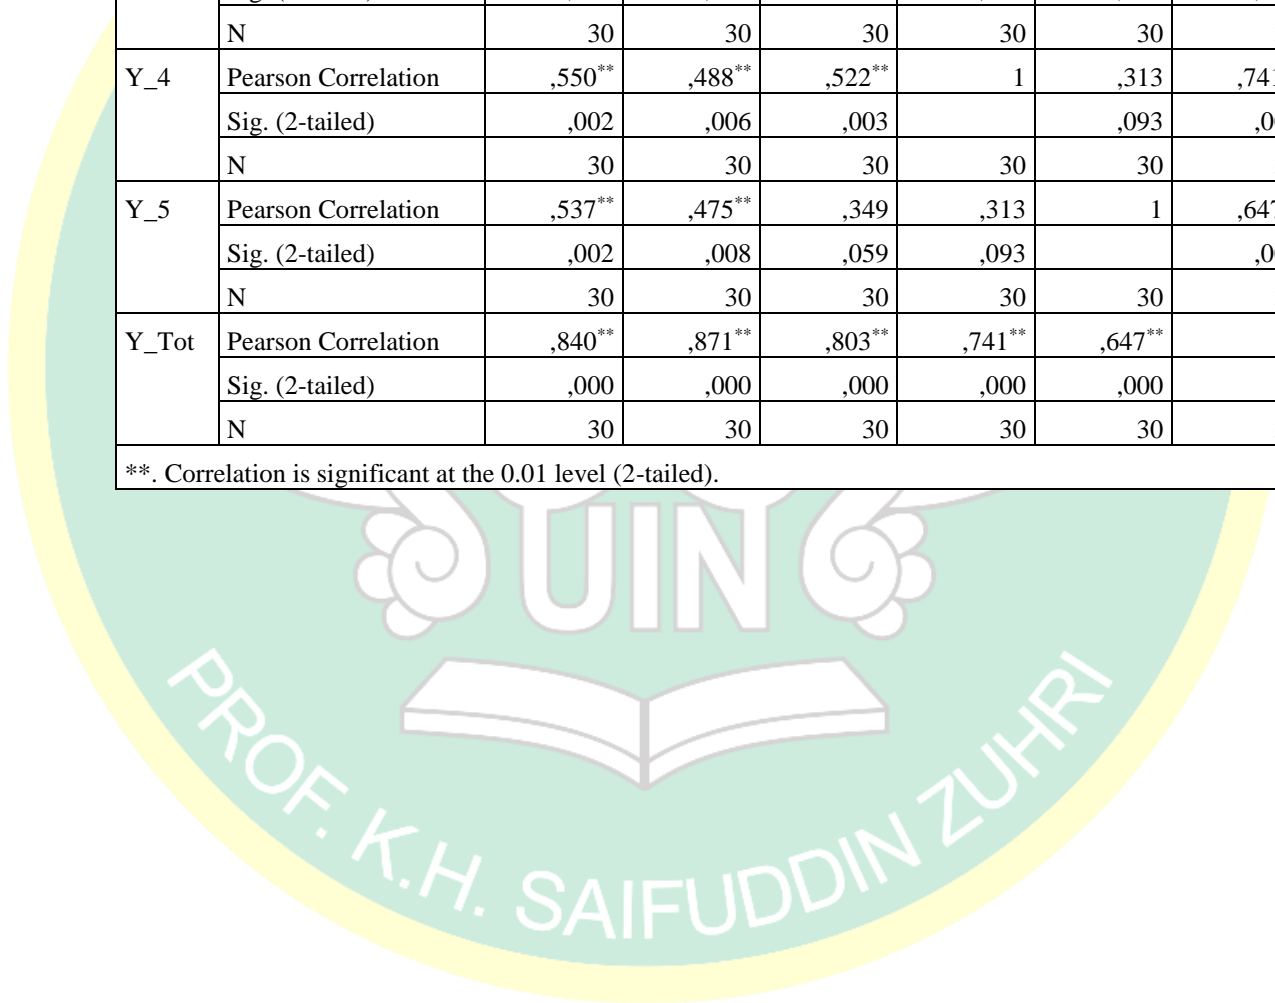 N 30 30 30 30 30
Y_4 Pearson Correlation ,550** ,488** ,522** 1 ,313
Sig. (2-tailed) ,002 ,006 ,003 ,093
N 30 30 30 30 30
Y_5 Pearson Correlation ,537** ,475** ,349 ,313 1
Sig. (2-tailed) ,002 ,008 ,059 ,093
N 30 30 30 30 30
Y_Tot Pearson Correlation ,840** ,871** ,803** ,741** ,647**
Sig. (2-tailed) ,000 ,000 ,000 ,000 ,000
N 30 30 30 30 30
**. Correlation is significant at the 0.01 level (2-tailed).
UIN
PROF. K.H. SAIFUDDIN ZUHRI